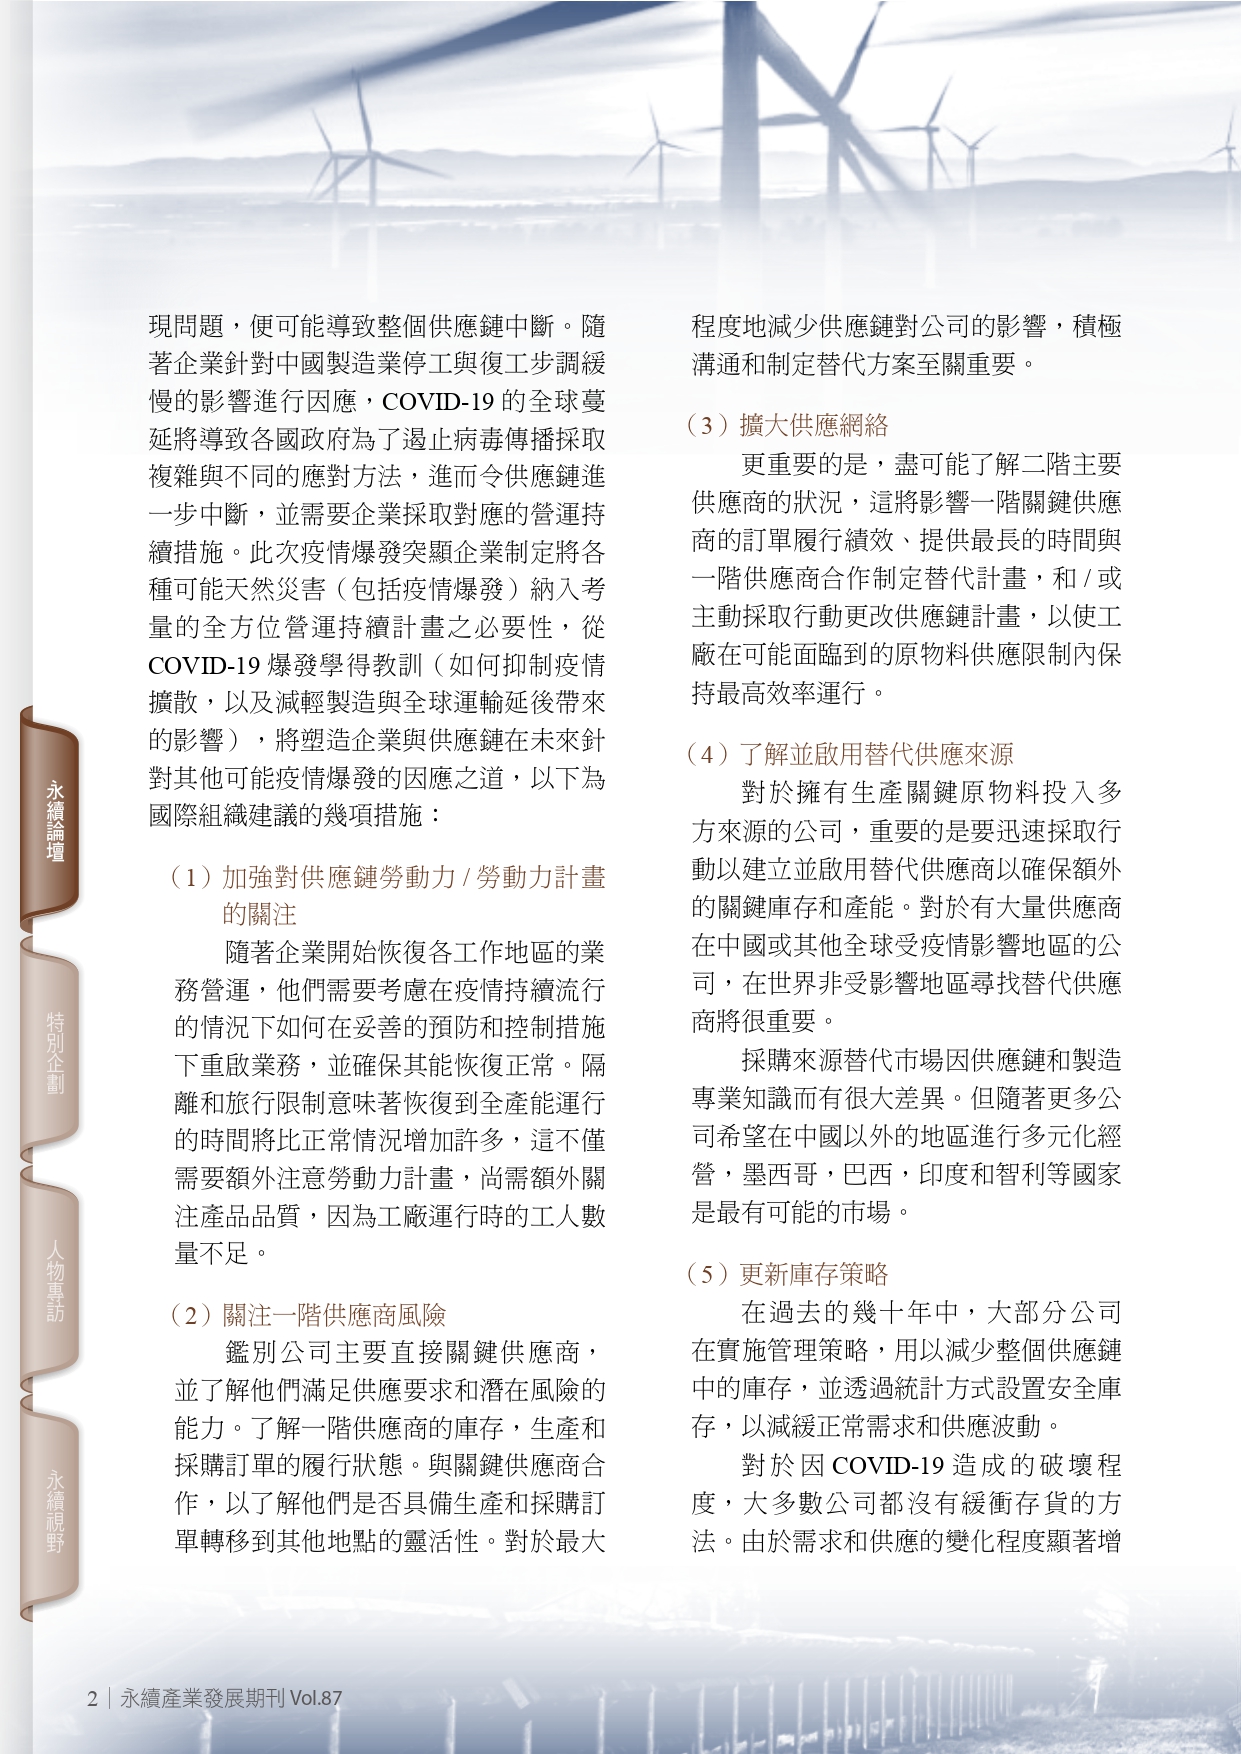 現問題，便可能導致整個供應鏈中斷。隨
著企業針對中國製造業停工與復工步調緩
慢的影響進行因應，COVID-19 的全球蔓
延將導致各國政府為了遏止病毒傳播採取
複雜與不同的應對方法，進而令供應鏈進
一步中斷，並需要企業採取對應的營運持
續措施。此次疫情爆發突顯企業制定將各
種可能天然災害（包括疫情爆發）納入考
量的全方位營運持續計畫之必要性，從
COVID-19 爆發學得教訓（如何抑制疫情
擴散，以及減輕製造與全球運輸延後帶來
的影響），將塑造企業與供應鏈在未來針
對其他可能疫情爆發的因應之道，以下為
國際組織建議的幾項措施：
（1）加強對供應鏈勞動力 / 勞動力計畫
的關注
隨著企業開始恢復各工作地區的業
務營運，他們需要考慮在疫情持續流行
的情況下如何在妥善的預防和控制措施
下重啟業務，並確保其能恢復正常。隔
離和旅行限制意味著恢復到全產能運行
的時間將比正常情況增加許多，這不僅
需要額外注意勞動力計畫，尚需額外關
注產品品質，因為工廠運行時的工人數
量不足。
（2）關注一階供應商風險
鑑別公司主要直接關鍵供應商，
並了解他們滿足供應要求和潛在風險的
能力。了解一階供應商的庫存，生產和
採購訂單的履行狀態。與關鍵供應商合
作，以了解他們是否具備生產和採購訂
單轉移到其他地點的靈活性。對於最大
程度地減少供應鏈對公司的影響，積極
溝通和制定替代方案至關重要。
（3）擴大供應網絡
更重要的是，盡可能了解二階主要
供應商的狀況，這將影響一階關鍵供應
商的訂單履行績效、提供最長的時間與
一階供應商合作制定替代計畫，和 / 或
主動採取行動更改供應鏈計畫，以使工
廠在可能面臨到的原物料供應限制內保
持最高效率運行。
（4）了解並啟用替代供應來源
對於擁有生產關鍵原物料投入多
方來源的公司，重要的是要迅速採取行
動以建立並啟用替代供應商以確保額外
的關鍵庫存和產能。對於有大量供應商
在中國或其他全球受疫情影響地區的公
司，在世界非受影響地區尋找替代供應
商將很重要。
採購來源替代市場因供應鏈和製造
專業知識而有很大差異。但隨著更多公
司希望在中國以外的地區進行多元化經
營，墨西哥，巴西，印度和智利等國家
是最有可能的市場。
（5）更新庫存策略
在過去的幾十年中，大部分公司
在實施管理策略，用以減少整個供應鏈
中的庫存，並透過統計方式設置安全庫
存，以減緩正常需求和供應波動。
對於因 COVID-19 造成的破壞程
度，大多數公司都沒有緩衝存貨的方
法。由於需求和供應的變化程度顯著增
永續論壇
特別企劃
人物專訪
永續視野
2｜永續產業發展期刊 Vol.87